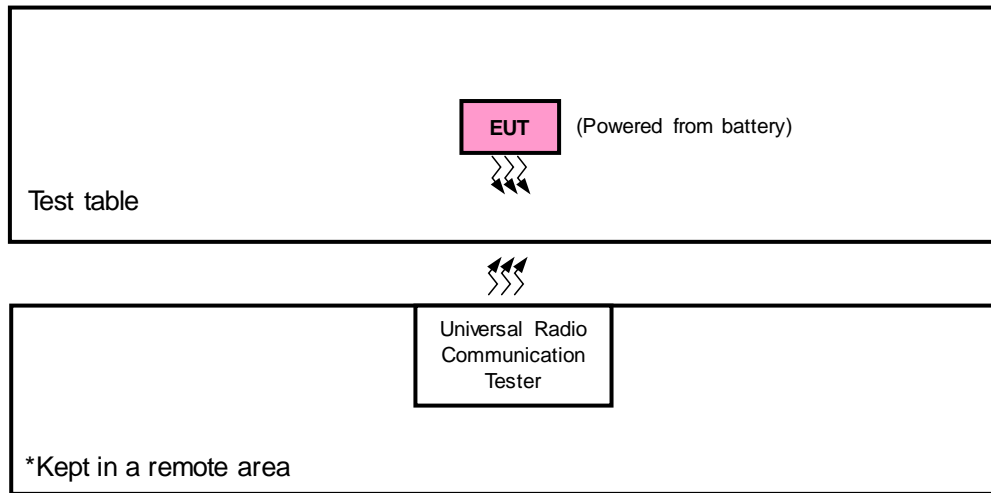 EUT
(Powered from battery)
Test table
Universal Radio
Communication
Tester
*Kept in a remote area